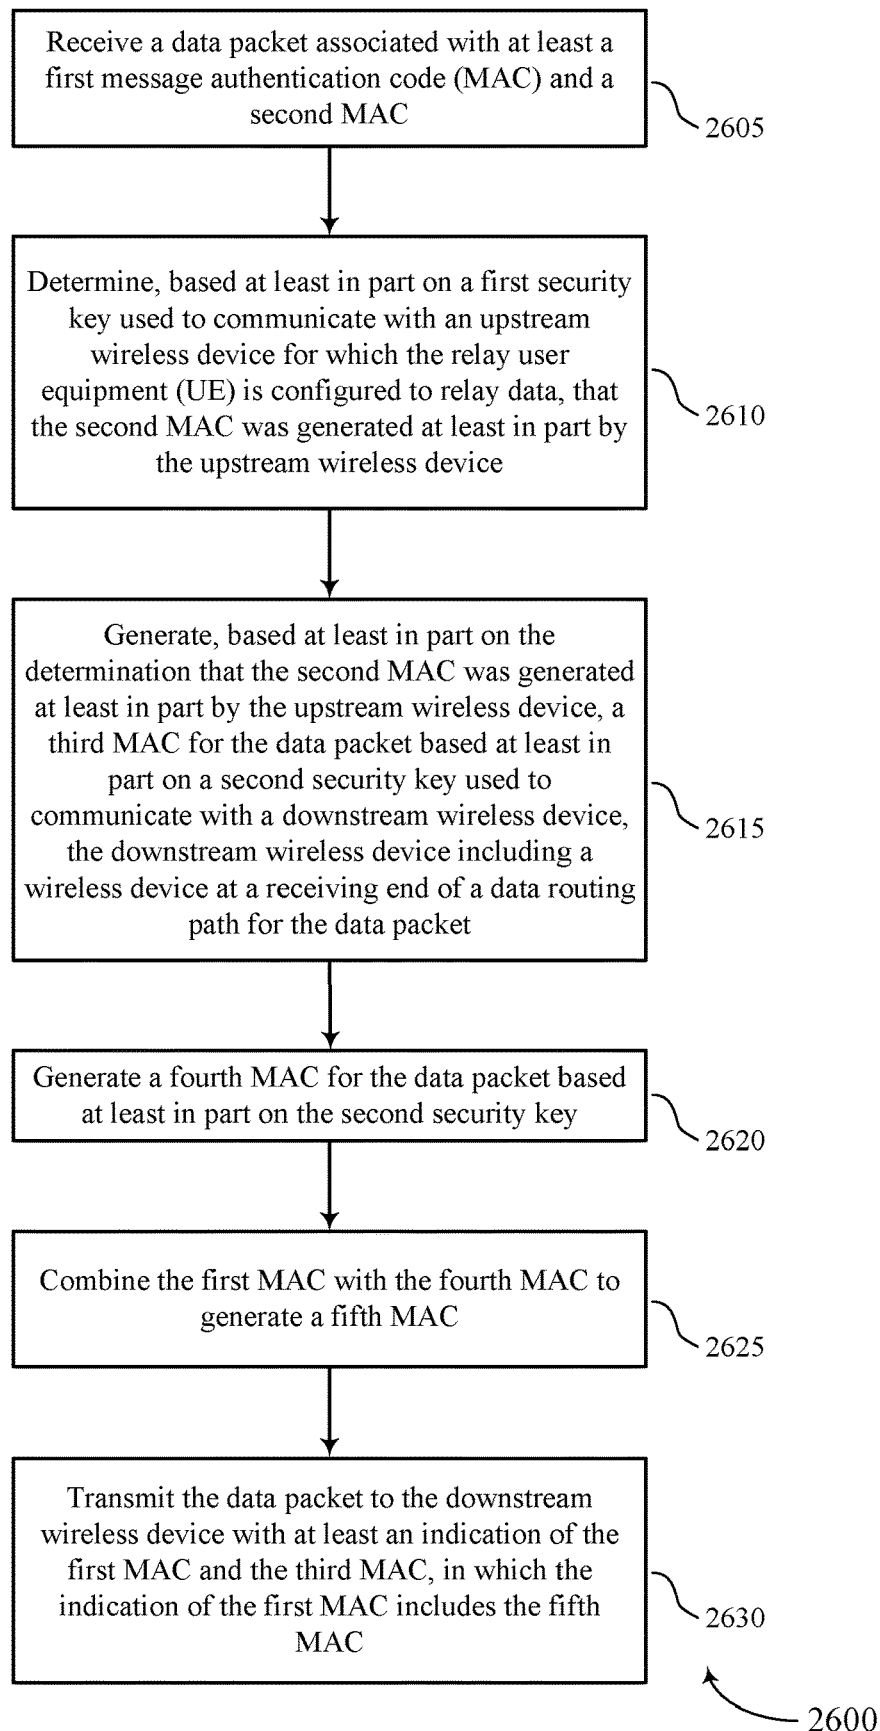 Receive a data packet associated with at least a
first message authentication code (MAC) and a
second MAC
2605
Determine, based at least in part on a first security
key used to communicate with an upstream
wireless device for which the relay user
equipment (UE) is configured to relay data, that
the second MAC was generated at least in part by
the upstream wireless device
2610
Generate, based at least in part on the
determination that the second MAC was generated
at least in part by the upstream wireless device, a
third MAC for the data packet based at least in
part on a second security key used to
communicate with a downstream wireless device,
the downstream wireless device including a
wireless device at a receiving end of a data routing
path for the data packet
2615
Generate a fourth MAC for the data packet based
at least in part on the second security key
2620
Combine the first MAC with the fourth MAC to
generate a fifth MAC
2625
Transmit the data packet to the downstream
wireless device with at least an indication of the
first MAC and the third MAC, in which the
indication of the first MAC includes the fifth
MAC
2630
2600